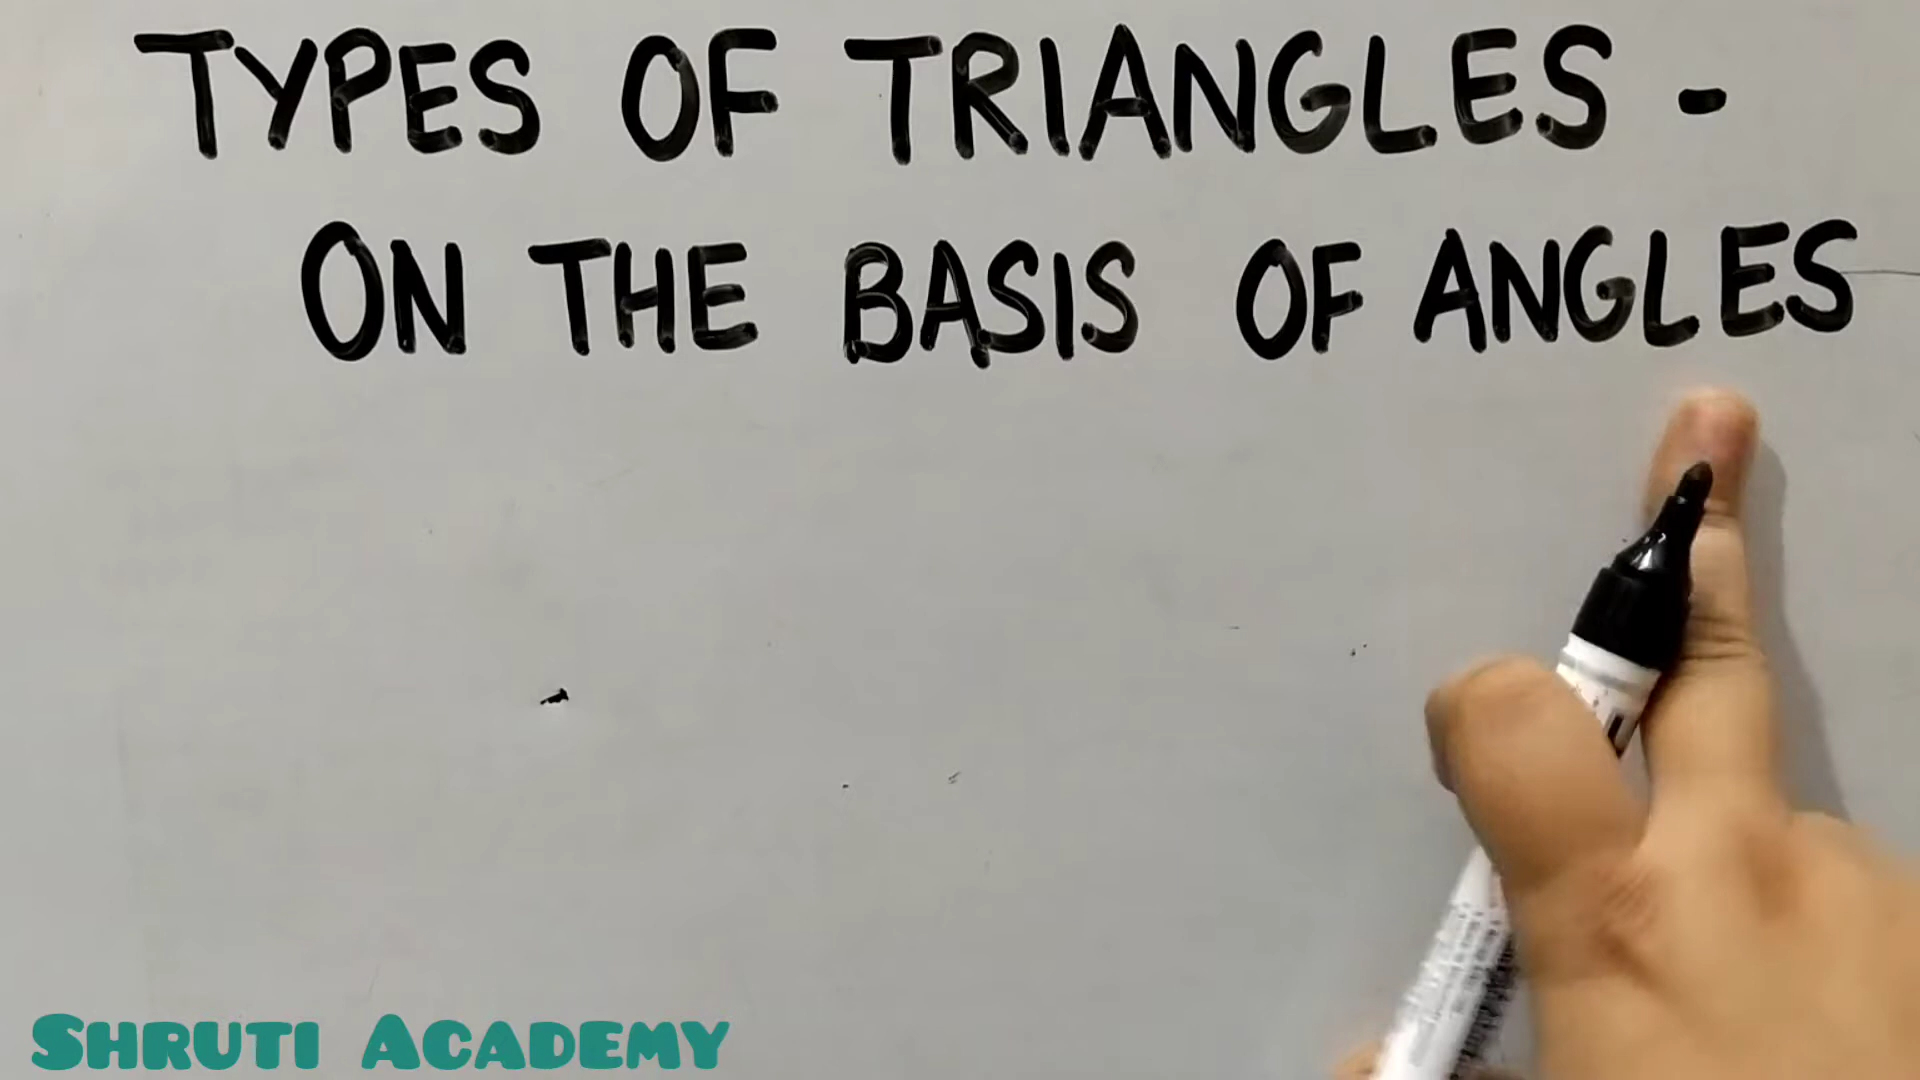 TYPES OF TRIANGLES -
ON THE BASIS OF ANGLES
SHRUTI ACADEMY